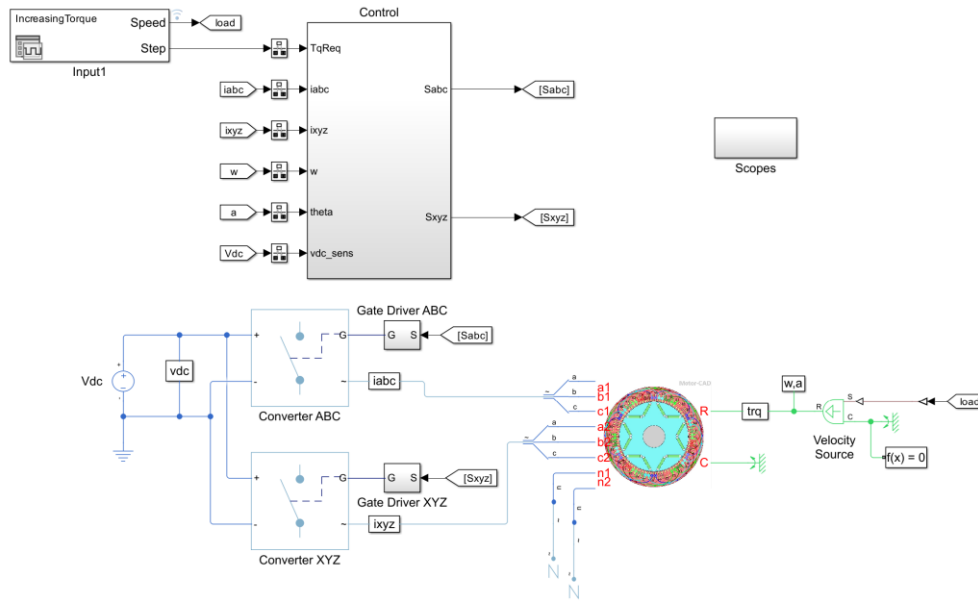 Control
IncreasingTorque
Speed
load
Step
Input1
TqReq
iabc
iabc
Sabc
[Sabc]
ixyz
ixyz
w
w
Scopes
a
theta
Sxyz
[Sxyz]
Vdc
vdc_sens
Gate Driver ABC
+
G
G
S
[Sabc]
Vdc
+
-
vdc
-
~
iabc
Converter ABC
a
b
c
~
a1
b1
c1
a
b
c
~
a2
c2
n1
n2
Motor-CAD
R
C
trq
w,a
R
S
C
load
Velocity
Source
f(x) = 0
+
G
G
S
[Sxyz]
Gate Driver XYZ
-
~
ixyz
Converter XYZ
n
n
N
N